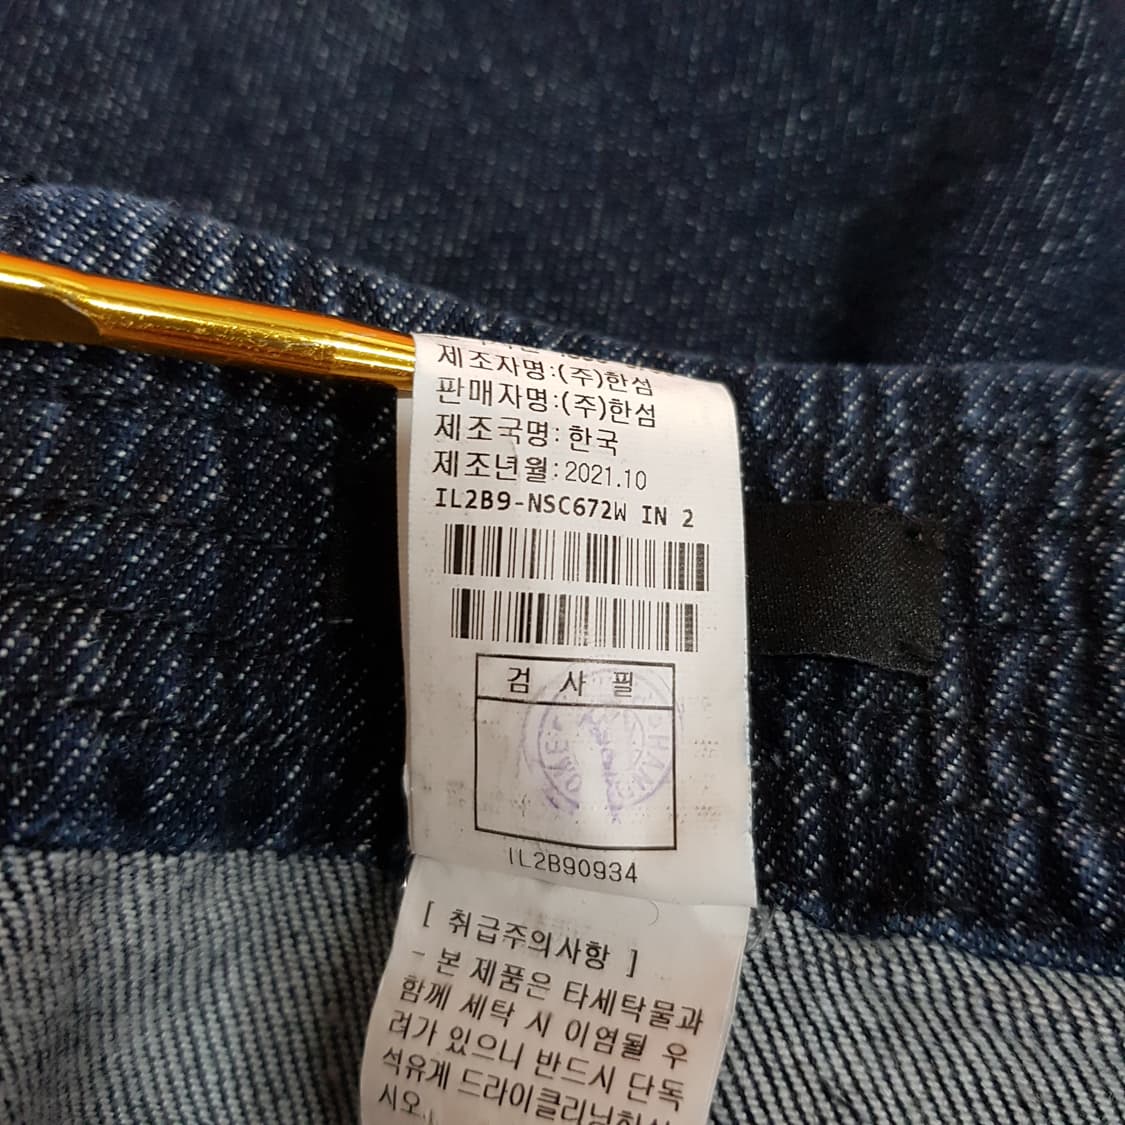 제조자명:(주)한섬
판매자명:(주)한섬
제조국명: 한국
제조년월:2021.10
IL2B9-NSC672W IN 2
검 사 필
IL2B90934
[ 취급주의사항 ]
- 본 제품은 타세탁물과
함께 세탁 시 이염될 우
려가 있으니 반드시 단독
석유계 드라이클리닝하십
시오.